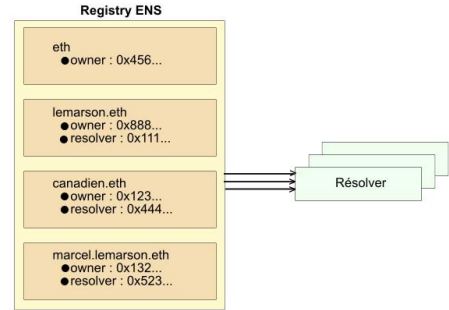 Registry ENS
eth
● owner : 0x456...
lemarson.eth
● owner : 0x888...
● resolver : 0x111...
canadien.eth
● owner : 0x123...
● resolver : 0x444...
marcel.lemarson.eth
● owner : 0x132...
● resolver : 0x523...
Résolver